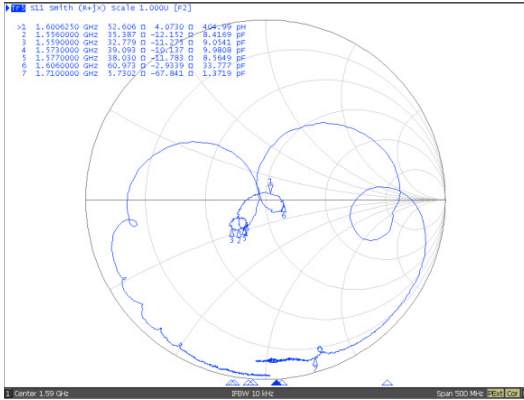 Tr5 S11 Smith (R+jX) Scale 1.000U [F2]
>1 1.6006250 GHz 52.606 Ω 4.0730 Ω 404.99 pH
2 1.5560000 GHz 35.387 Ω -12.152 Ω 8.4169 pF
3 1.5590000 GHz 32.779 Ω -11.275 Ω 9.0541 pF
4 1.5730000 GHz 39.093 Ω -10.137 Ω 9.9808 pF
5 1.5770000 GHz 38.030 Ω -11.783 Ω 8.5649 pF
6 1.6060000 GHz 60.973 Ω -2.9339 Ω 33.777 pF
7 1.7100000 GHz 5.7302 Ω -67.841 Ω 1.3719 pF
1
6
3 2 5
1 Center 1.59 GHz IFBW 10 kHz Span 500 MHz PExt Cor